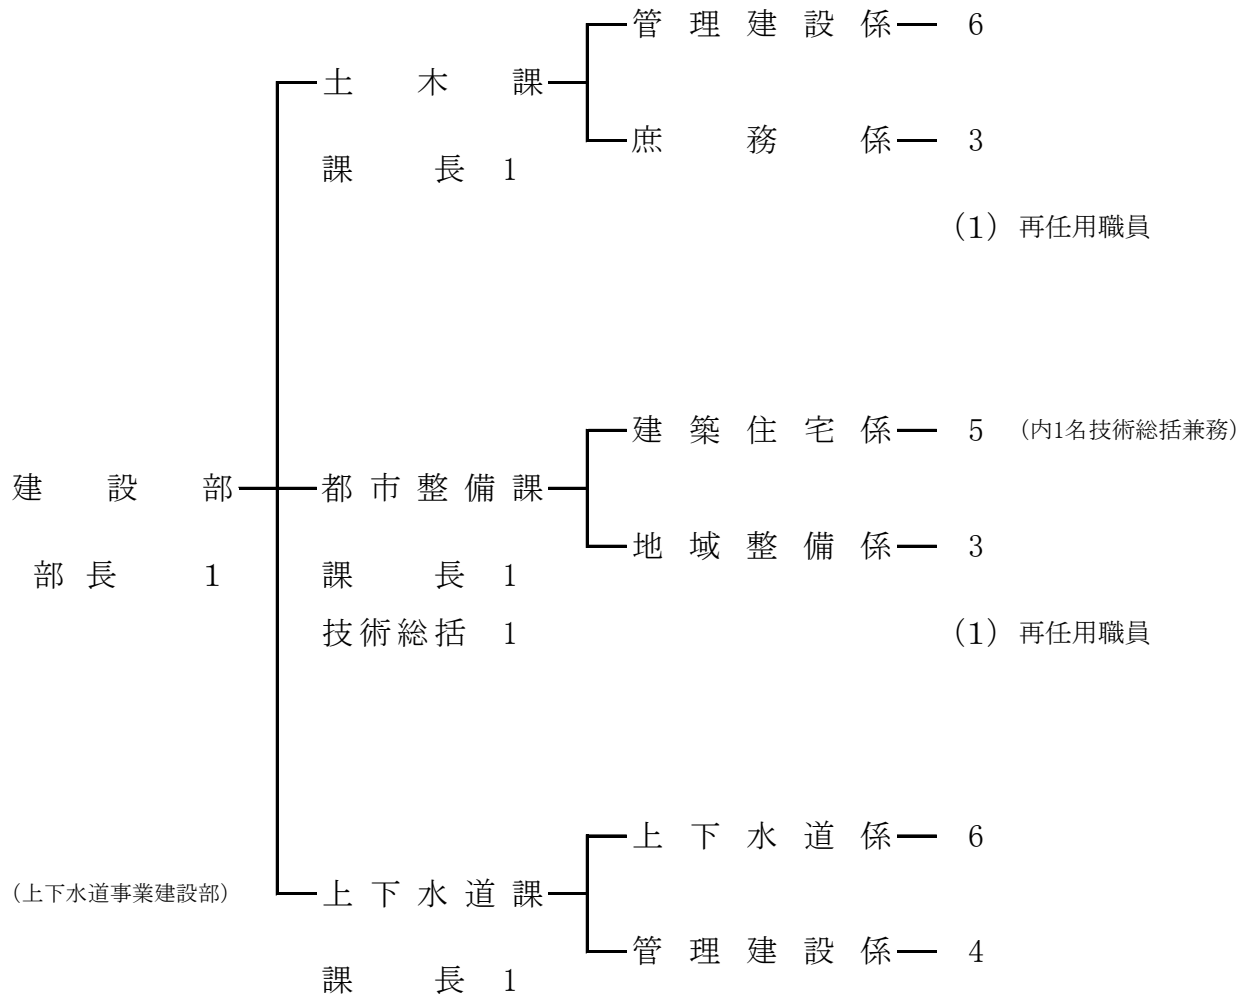 管理建設係 6
土木課
庶務係 3
課長 1
(1) 再任用職員
建築住宅係 5 (内1名技術総括兼務)
建設部 都市整備課
地域整備係 3
部長 1 課長 1
技術総括 1 (1) 再任用職員
上下水道係 6
(上下水道事業建設部) 上下水道課
管理建設係 4
課長 1